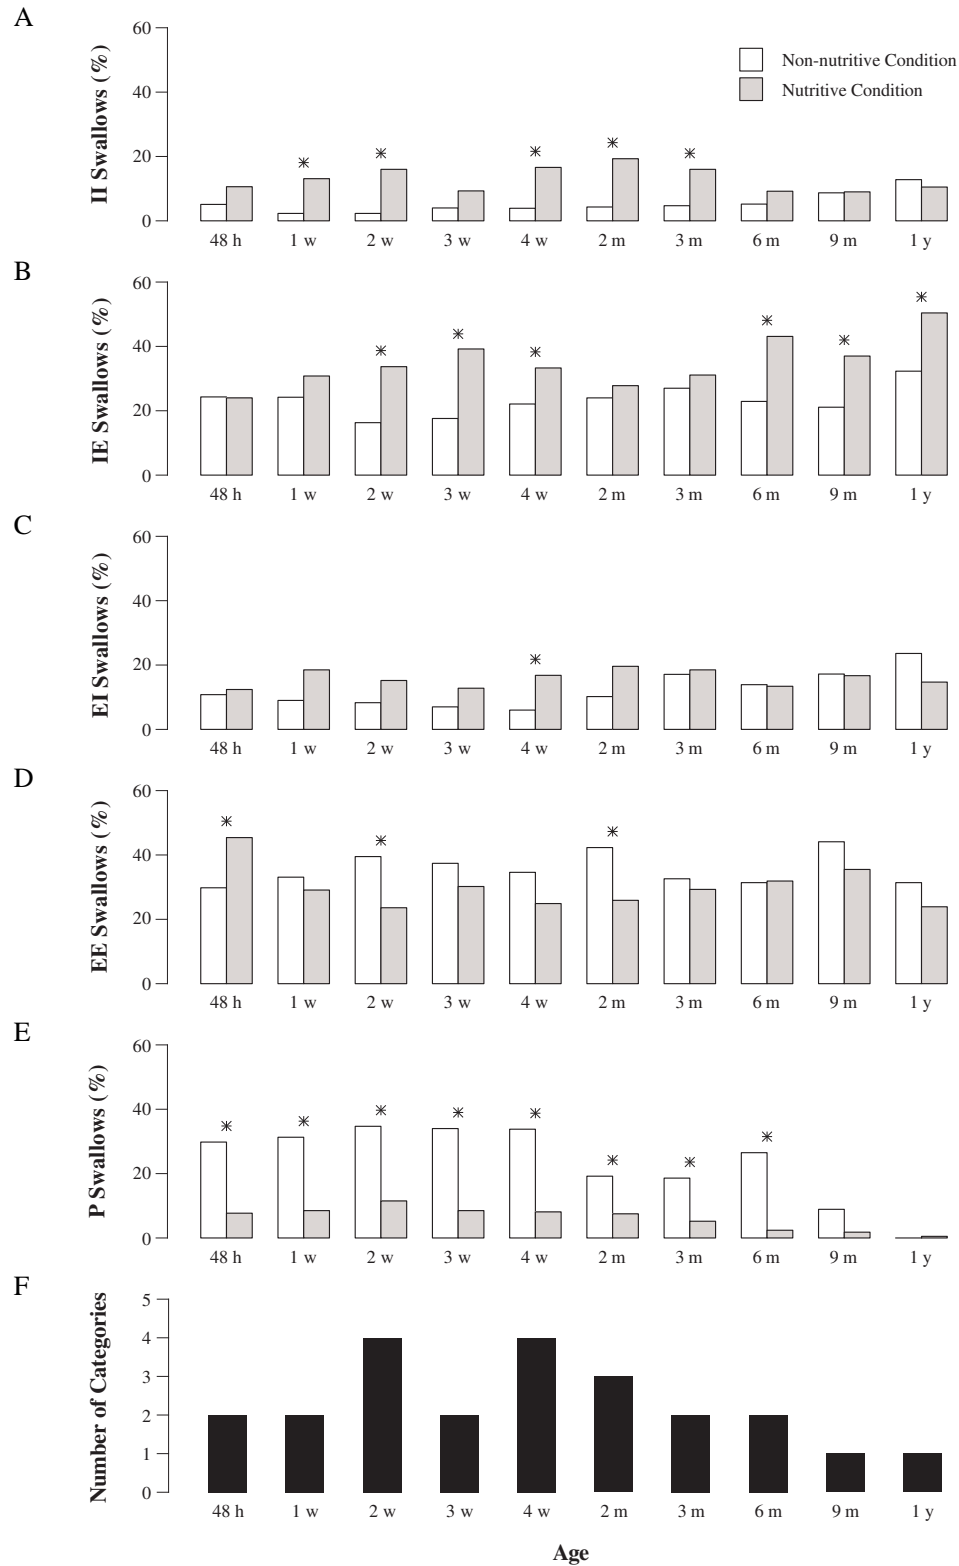 A
II Swallows (%)
60
40
20
0
Non-nutritive Condition
Nutritive Condition
* * * * *
48 h 1 w 2 w 3 w 4 w 2 m 3 m 6 m 9 m 1 y
B
IE Swallows (%)
60
40
20
0
* * * * * *
48 h 1 w 2 w 3 w 4 w 2 m 3 m 6 m 9 m 1 y
C
EI Swallows (%)
60
40
20
0
*
48 h 1 w 2 w 3 w 4 w 2 m 3 m 6 m 9 m 1 y
D
EE Swallows (%)
60
40
20
0
* * *
48 h 1 w 2 w 3 w 4 w 2 m 3 m 6 m 9 m 1 y
E
P Swallows (%)
60
40
20
0
* * * * * * * *
48 h 1 w 2 w 3 w 4 w 2 m 3 m 6 m 9 m 1 y
F
Number of Categories
5
4
3
2
1
0
48 h 1 w 2 w 3 w 4 w 2 m 3 m 6 m 9 m 1 y
Age